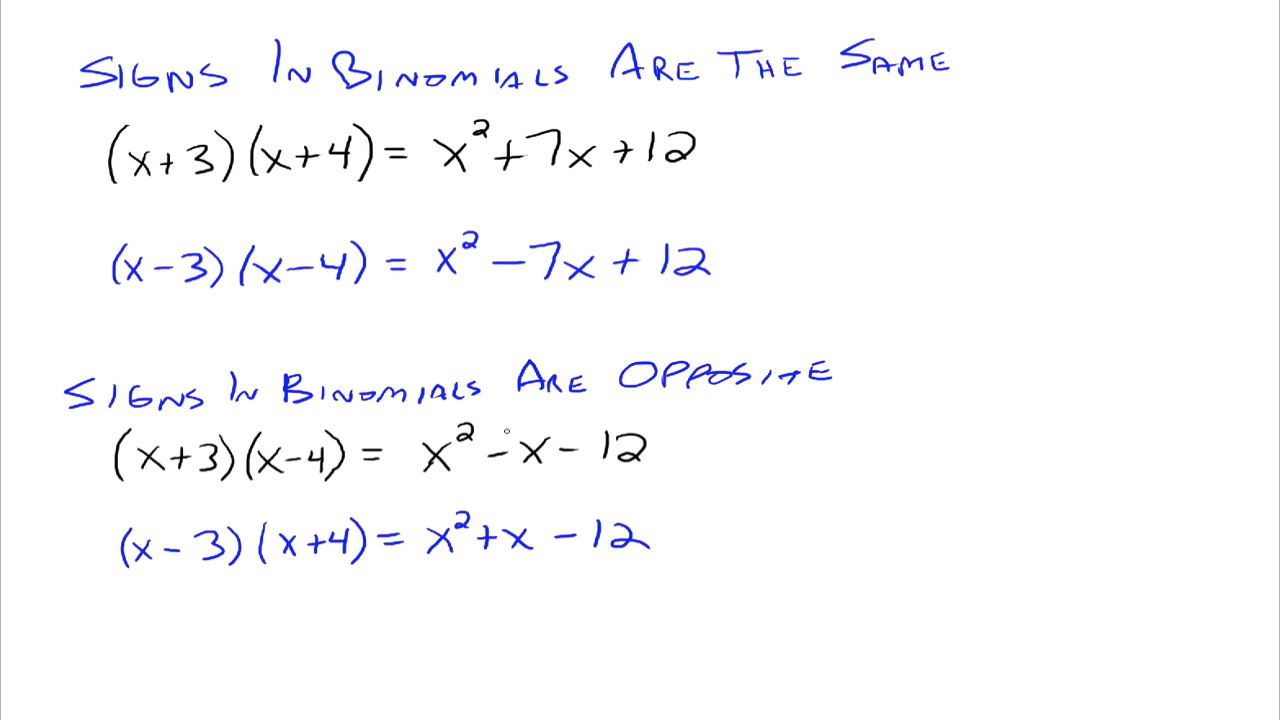 SIGNS IN BINOMIALS ARE THE SAME
(x+3)(x+4) = x² + 7x + 12
(x-3)(x-4) = x² - 7x + 12
SIGNS IN BINOMIALS ARE OPPOSITE
(x+3)(x-4) = x² - x - 12
(x-3)(x+4) = x² + x - 12